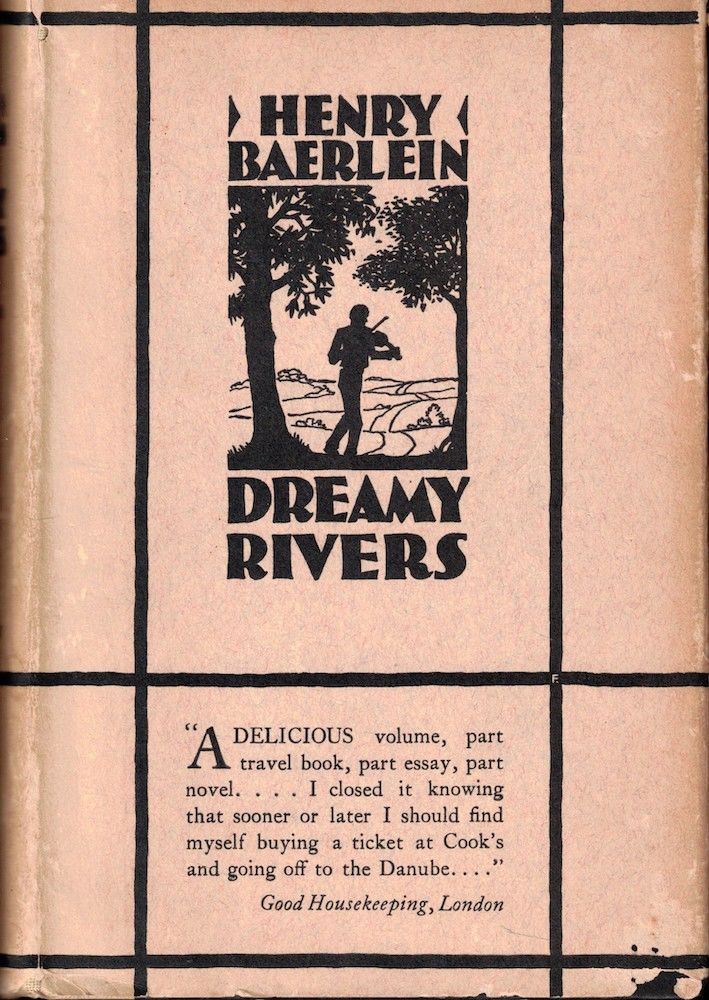 HENRY
BAERLEIN
DREAMY
RIVERS
F.
“A DELICIOUS volume, part
travel book, part essay, part
novel. . . . I closed it knowing
that sooner or later I should find
myself buying a ticket at Cook's
and going off to the Danube. . . .”
Good Housekeeping, London